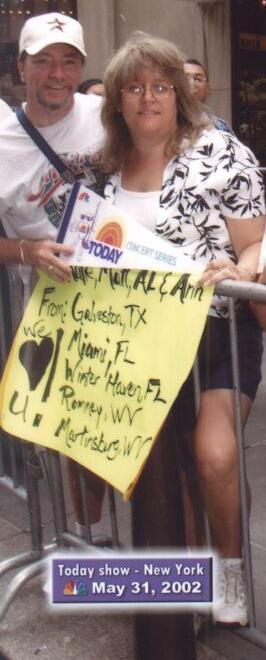 TODAY
CONCERT SERIES
Matt, AL & Ann
From: Galveston, TX
Miami, FL
Winter Haven, FL
Romney, WV
Martinsburg, WV
We
U!
Today show - New York
May 31, 2002